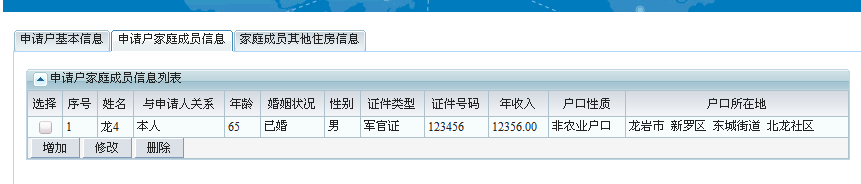 申请户基本信息 申请户家庭成员信息 家庭成员其他住房信息
申请户家庭成员信息列表
选择 序号 姓名 与申请人关系 年龄 婚姻状况 性别 证件类型 证件号码 年收入 户口性质 户口所在地
1 龙4 本人 65 已婚 男 军官证 123456 12356.00 非农业户口 龙岩市 新罗区 东城街道 北龙社区
增加 修改 删除